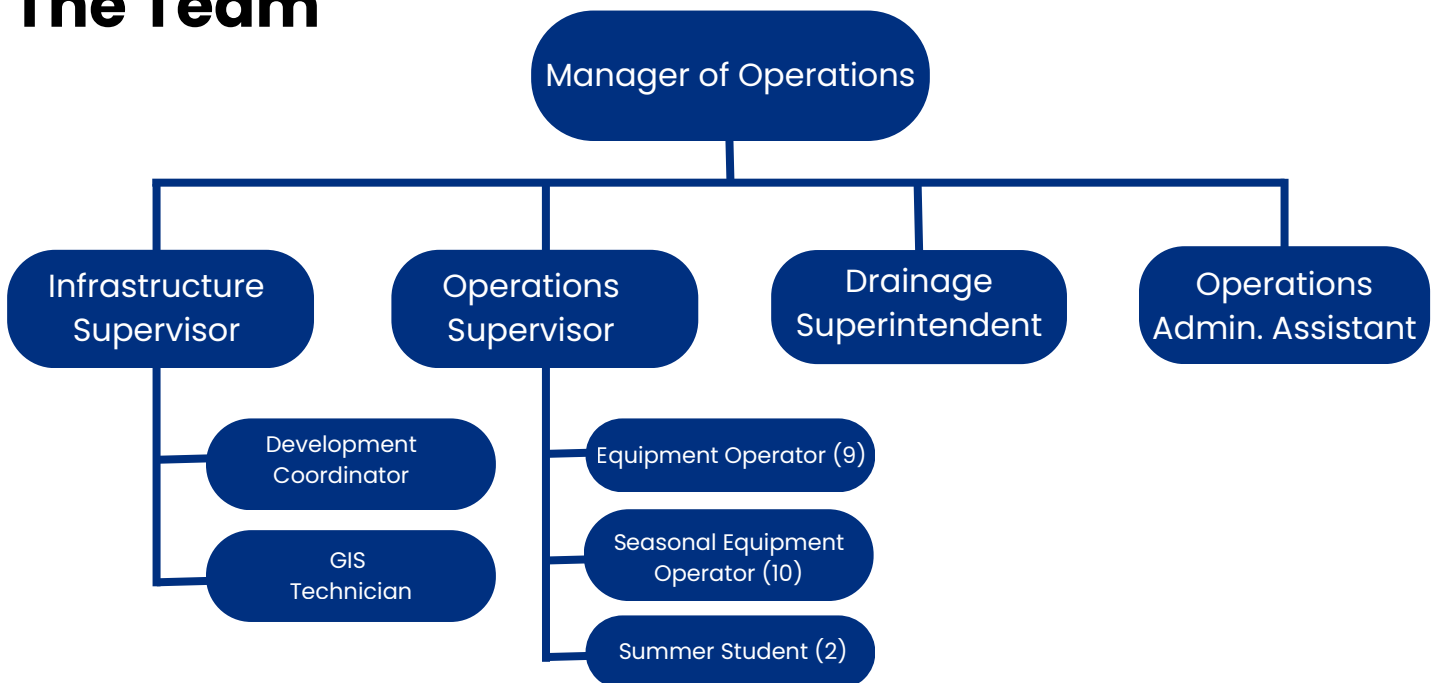 The Team
Manager of Operations
Infrastructure
Supervisor
Operations
Supervisor
Drainage
Superintendent
Operations
Admin. Assistant
Development
Coordinator
GIS
Technician
Equipment Operator (9)
Seasonal Equipment
Operator (10)
Summer Student (2)